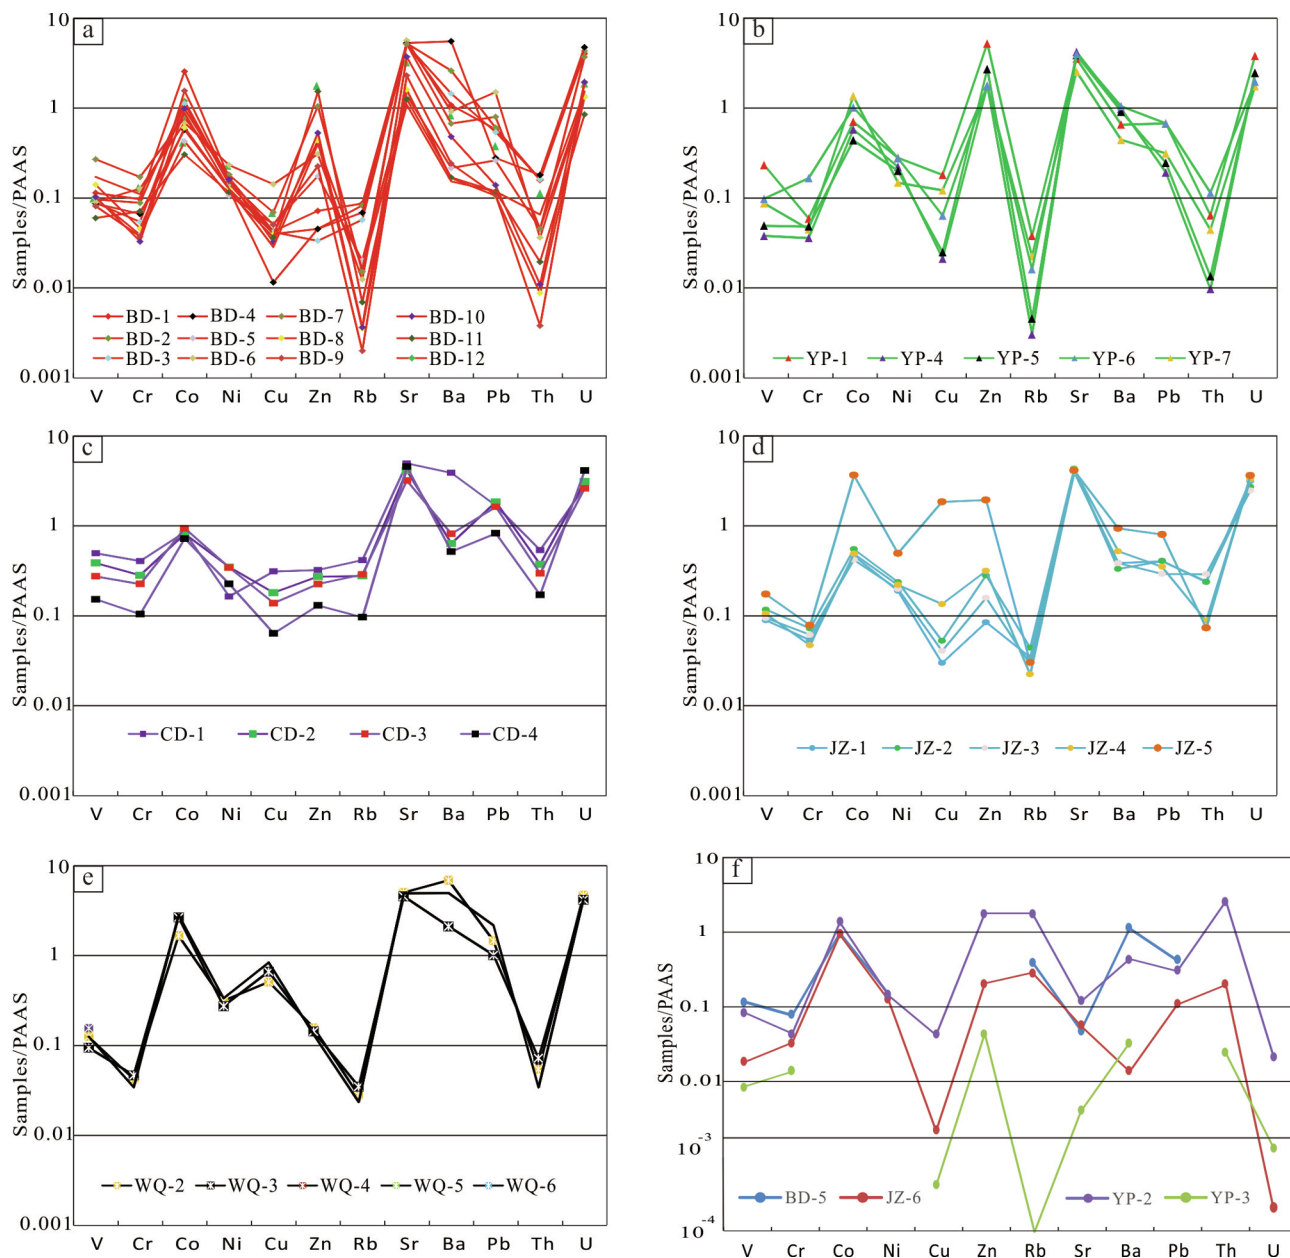 a
10
1
0.1
0.01
0.001
Samples/PAAS
BD-1 BD-4 BD-7 BD-10
BD-2 BD-5 BD-8 BD-11
BD-3 BD-6 BD-9 BD-12
V Cr Co Ni Cu Zn Rb Sr Ba Pb Th U
b
10
1
0.1
0.01
0.001
Samples/PAAS
YP-1 YP-4 YP-5 YP-6 YP-7
V Cr Co Ni Cu Zn Rb Sr Ba Pb Th U
c
10
1
0.1
0.01
0.001
Samples/PAAS
CD-1 CD-2 CD-3 CD-4
V Cr Co Ni Cu Zn Rb Sr Ba Pb Th U
d
10
1
0.1
0.01
0.001
Samples/PAAS
JZ-1 JZ-2 JZ-3 JZ-4 JZ-5
V Cr Co Ni Cu Zn Rb Sr Ba Pb Th U
e
10
1
0.1
0.01
0.001
Samples/PAAS
WQ-2 WQ-3 WQ-4 WQ-5 WQ-6
V Cr Co Ni Cu Zn Rb Sr Ba Pb Th U
f
10
1
0.1
0.01
10⁻³
10⁻⁴
Samples/PAAS
BD-5 JZ-6 YP-2 YP-3
V Cr Co Ni Cu Zn Rb Sr Ba Pb Th U